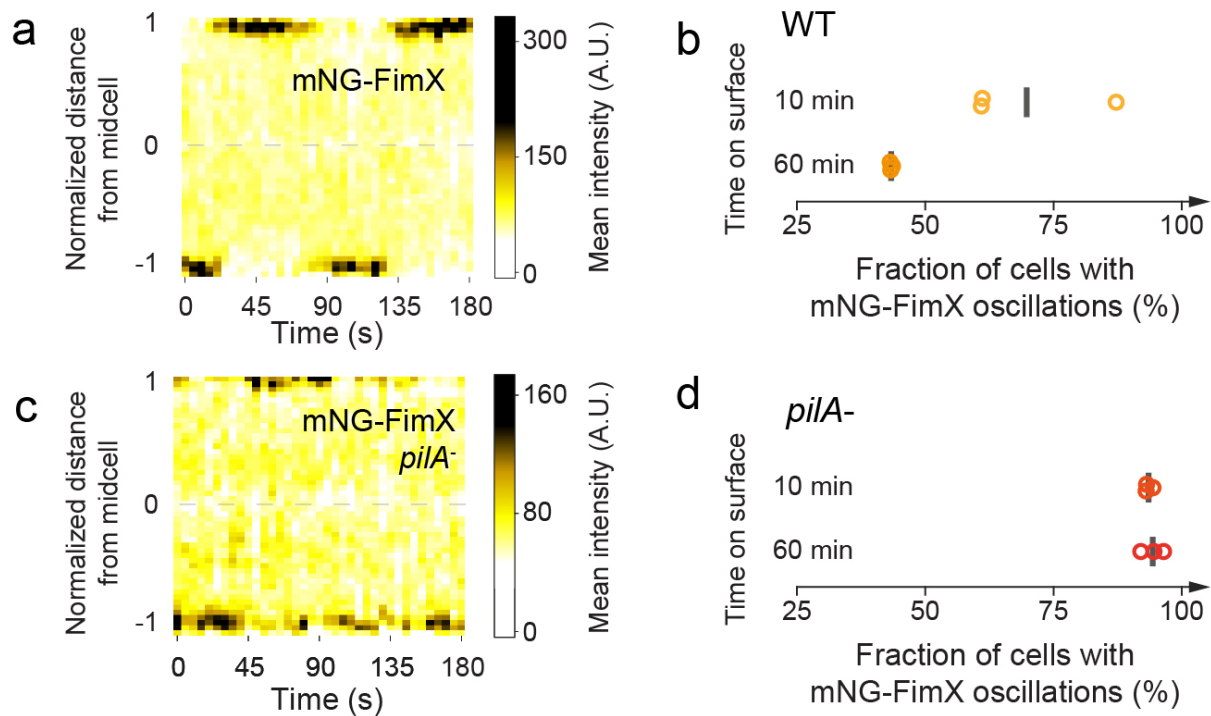 a
Normalized distance
from midcell
1
0
-1
mNG-FimX
0 45 90 135 180
Time (s)
300
150
0
Mean intensity (A.U.)
b
WT
Time on surface
10 min
60 min
25 50 75 100
Fraction of cells with
mNG-FimX oscillations (%)
c
Normalized distance
from midcell
1
0
-1
mNG-FimX
pilA-
0 45 90 135 180
Time (s)
160
80
0
Mean intensity (A.U.)
d
pilA-
Time on surface
10 min
60 min
25 50 75 100
Fraction of cells with
mNG-FimX oscillations (%)